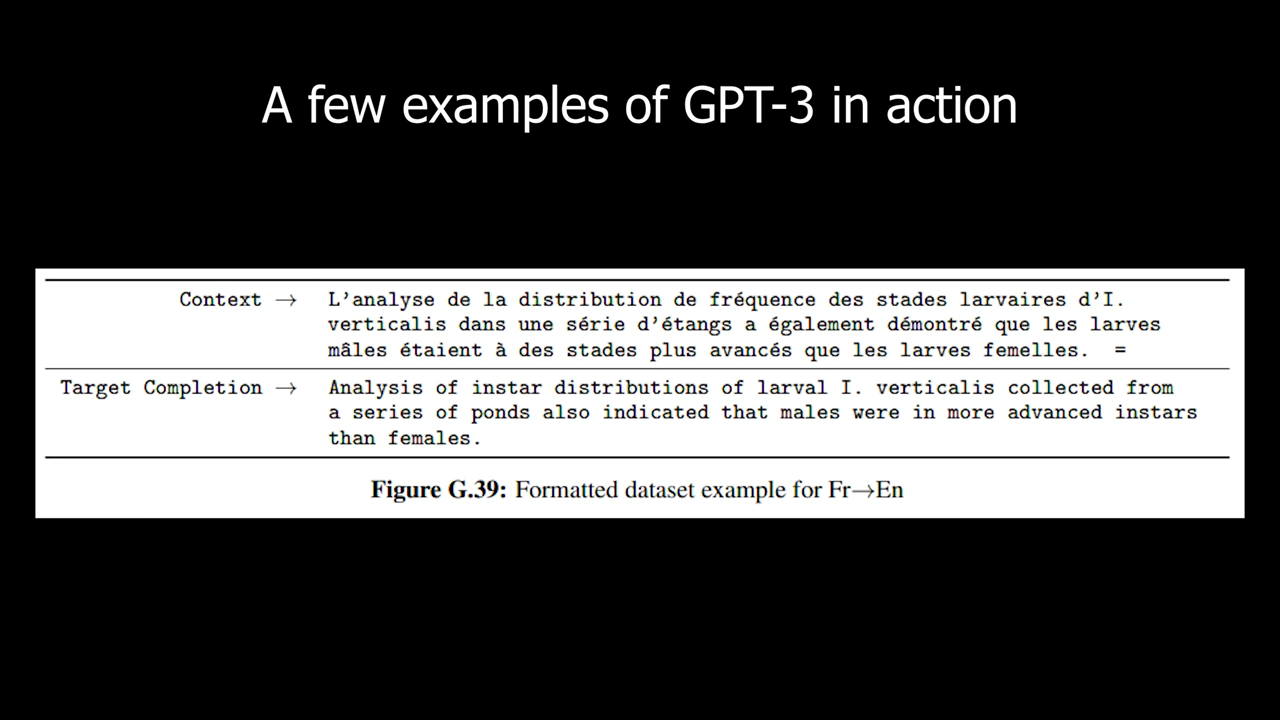 A few examples of GPT-3 in action
Context → L'analyse de la distribution de fréquence des stades larvaires d'I.
verticalis dans une série d'étangs a également démontré que les larves
mâles étaient à des stades plus avancés que les larves femelles. =
Target Completion → Analysis of instar distributions of larval I. verticalis collected from
a series of ponds also indicated that males were in more advanced instars
than females.
Figure G.39: Formatted dataset example for Fr→En